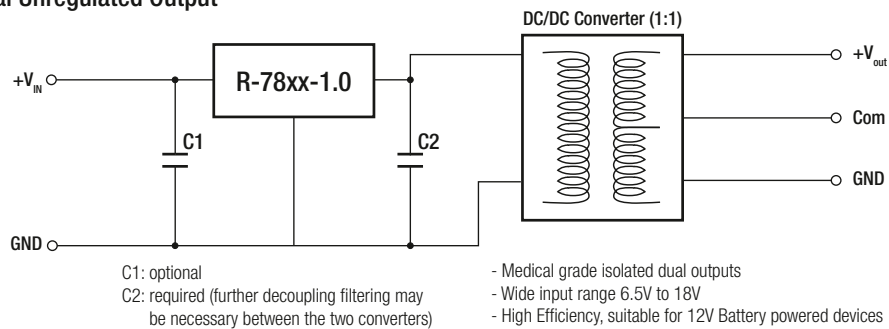 al Unregulated Output
DC/DC Converter (1:1)
+VIN
R-78xx-1.0
+Vout
C1
C2
Com
GND
GND
C1: optional
C2: required (further decoupling filtering may
be necessary between the two converters)
- Medical grade isolated dual outputs
- Wide input range 6.5V to 18V
- High Efficiency, suitable for 12V Battery powered devices